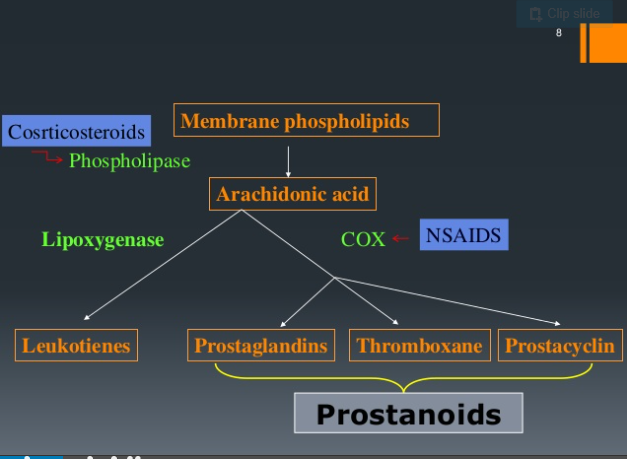 Clip slide
8
Membrane phospholipids
Cosrticosteroids
Phospholipase
Arachidonic acid
Lipoxygenase
COX
NSAIDS
Leukotienes
Prostaglandins
Thromboxane
Prostacyclin
Prostanoids